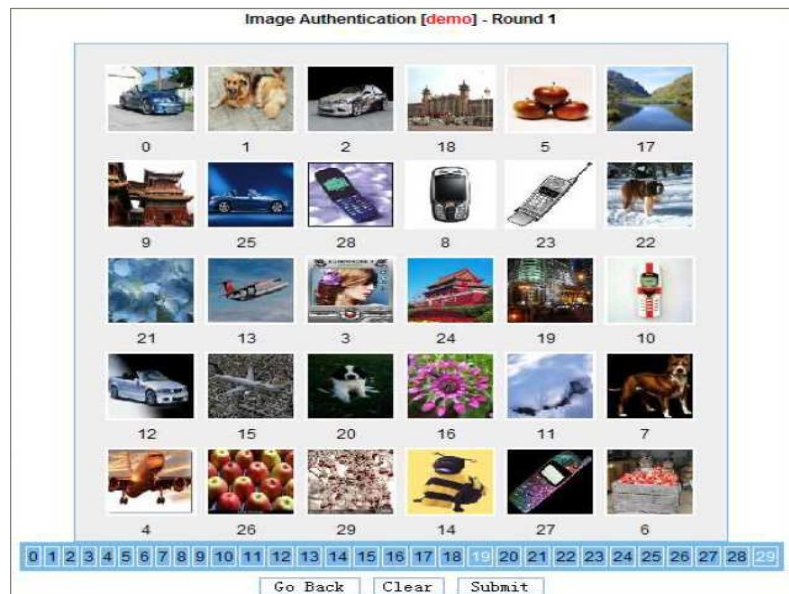 Image Authentication [demo] - Round 1
0 1 2 18 5 17
9 25 28 8 23 22
21 13 3 24 19 10
12 15 20 16 11 7
4 26 29 14 27 6
0 1 2 3 4 5 6 7 8 9 10 11 12 13 14 15 16 17 18 19 20 21 22 23 24 25 26 27 28 29
Go Back Clear Submit